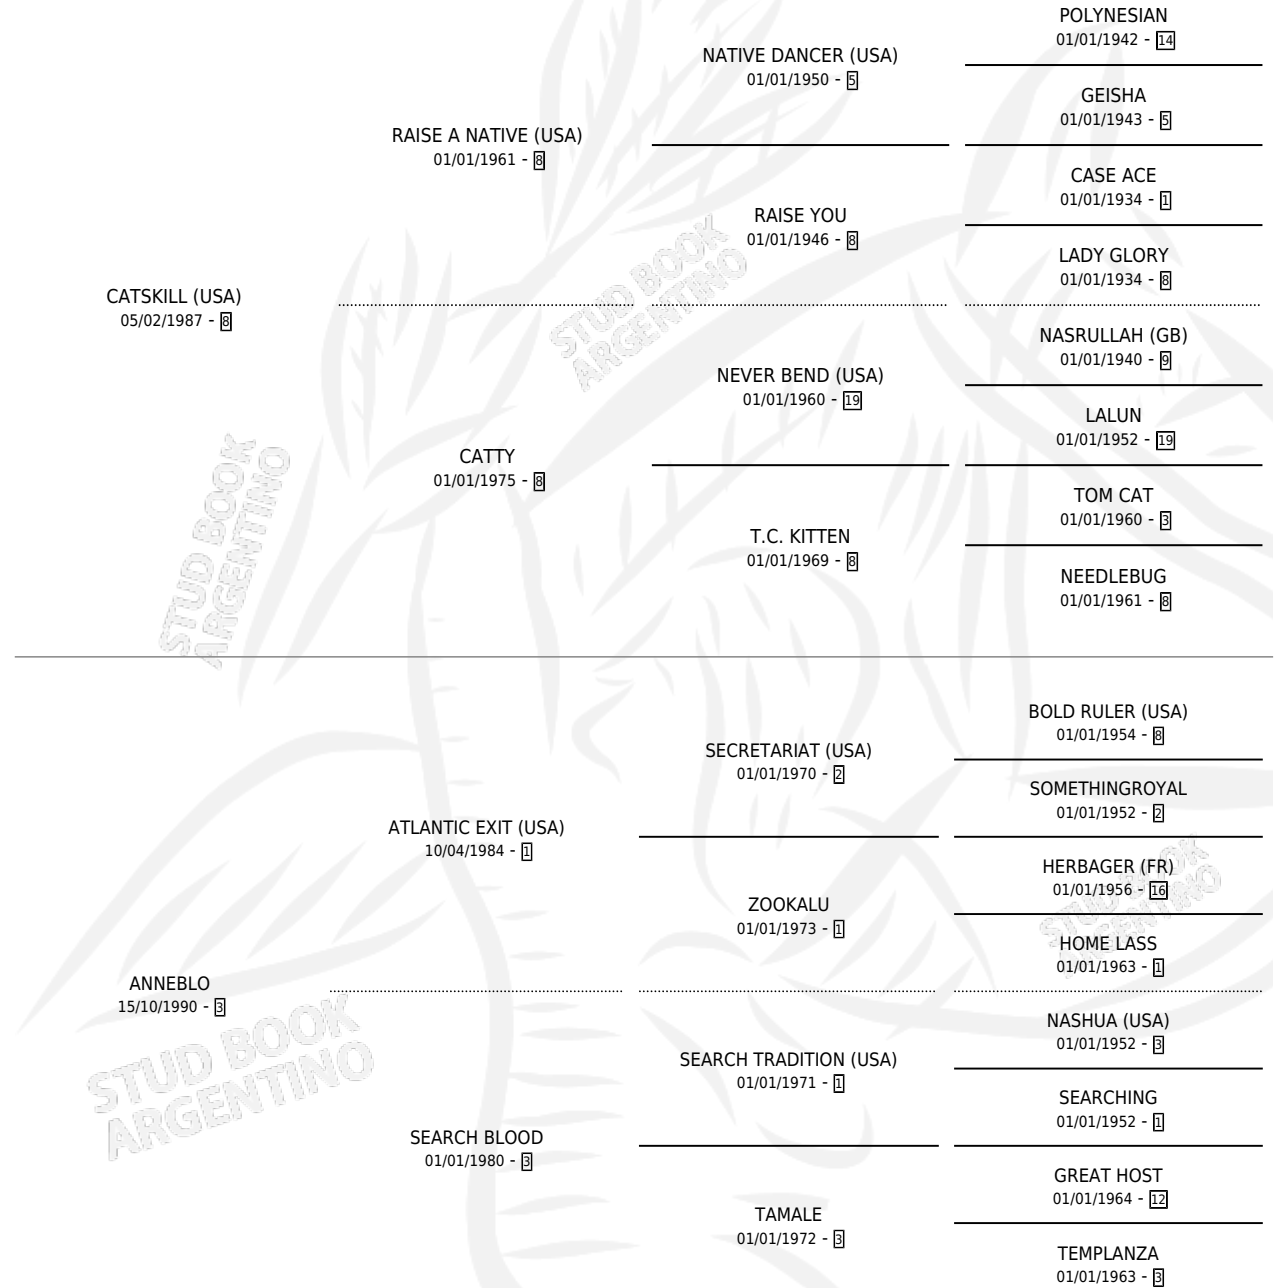 POLYNESIAN
01/01/1942 - 14
NATIVE DANCER (USA)
01/01/1950 - 5
GEISHA
01/01/1943 - 5
RAISE A NATIVE (USA)
01/01/1961 - 8
CASE ACE
01/01/1934 - 1
RAISE YOU
01/01/1946 - 8
LADY GLORY
01/01/1934 - 8
CATSKILL (USA)
05/02/1987 - 8
STUD BOOK
ARGENTINO
NASRULLAH (GB)
01/01/1940 - 9
NEVER BEND (USA)
01/01/1960 - 19
LALUN
01/01/1952 - 19
CATTY
01/01/1975 - 8
TOM CAT
01/01/1960 - 3
T.C. KITTEN
01/01/1969 - 8
NEEDLEBUG
01/01/1961 - 8
STUD BOOK
ARGENTINO
BOLD RULER (USA)
01/01/1954 - 8
SECRETARIAT (USA)
01/01/1970 - 2
SOMETHINGROYAL
01/01/1952 - 2
ATLANTIC EXIT (USA)
10/04/1984 - 1
HERBAGER (FR)
01/01/1956 - 16
ZOOKALU
01/01/1973 - 1
HOME LASS
01/01/1963 - 1
STUD BOOK
ARGENTINO
ANNEBLO
15/10/1990 - 3
STUD BOOK
ARGENTINO
NASHUA (USA)
01/01/1952 - 3
SEARCH TRADITION (USA)
01/01/1971 - 1
SEARCHING
01/01/1952 - 1
SEARCH BLOOD
01/01/1980 - 3
GREAT HOST
01/01/1964 - 12
TAMALE
01/01/1972 - 3
TEMPLANZA
01/01/1963 - 3